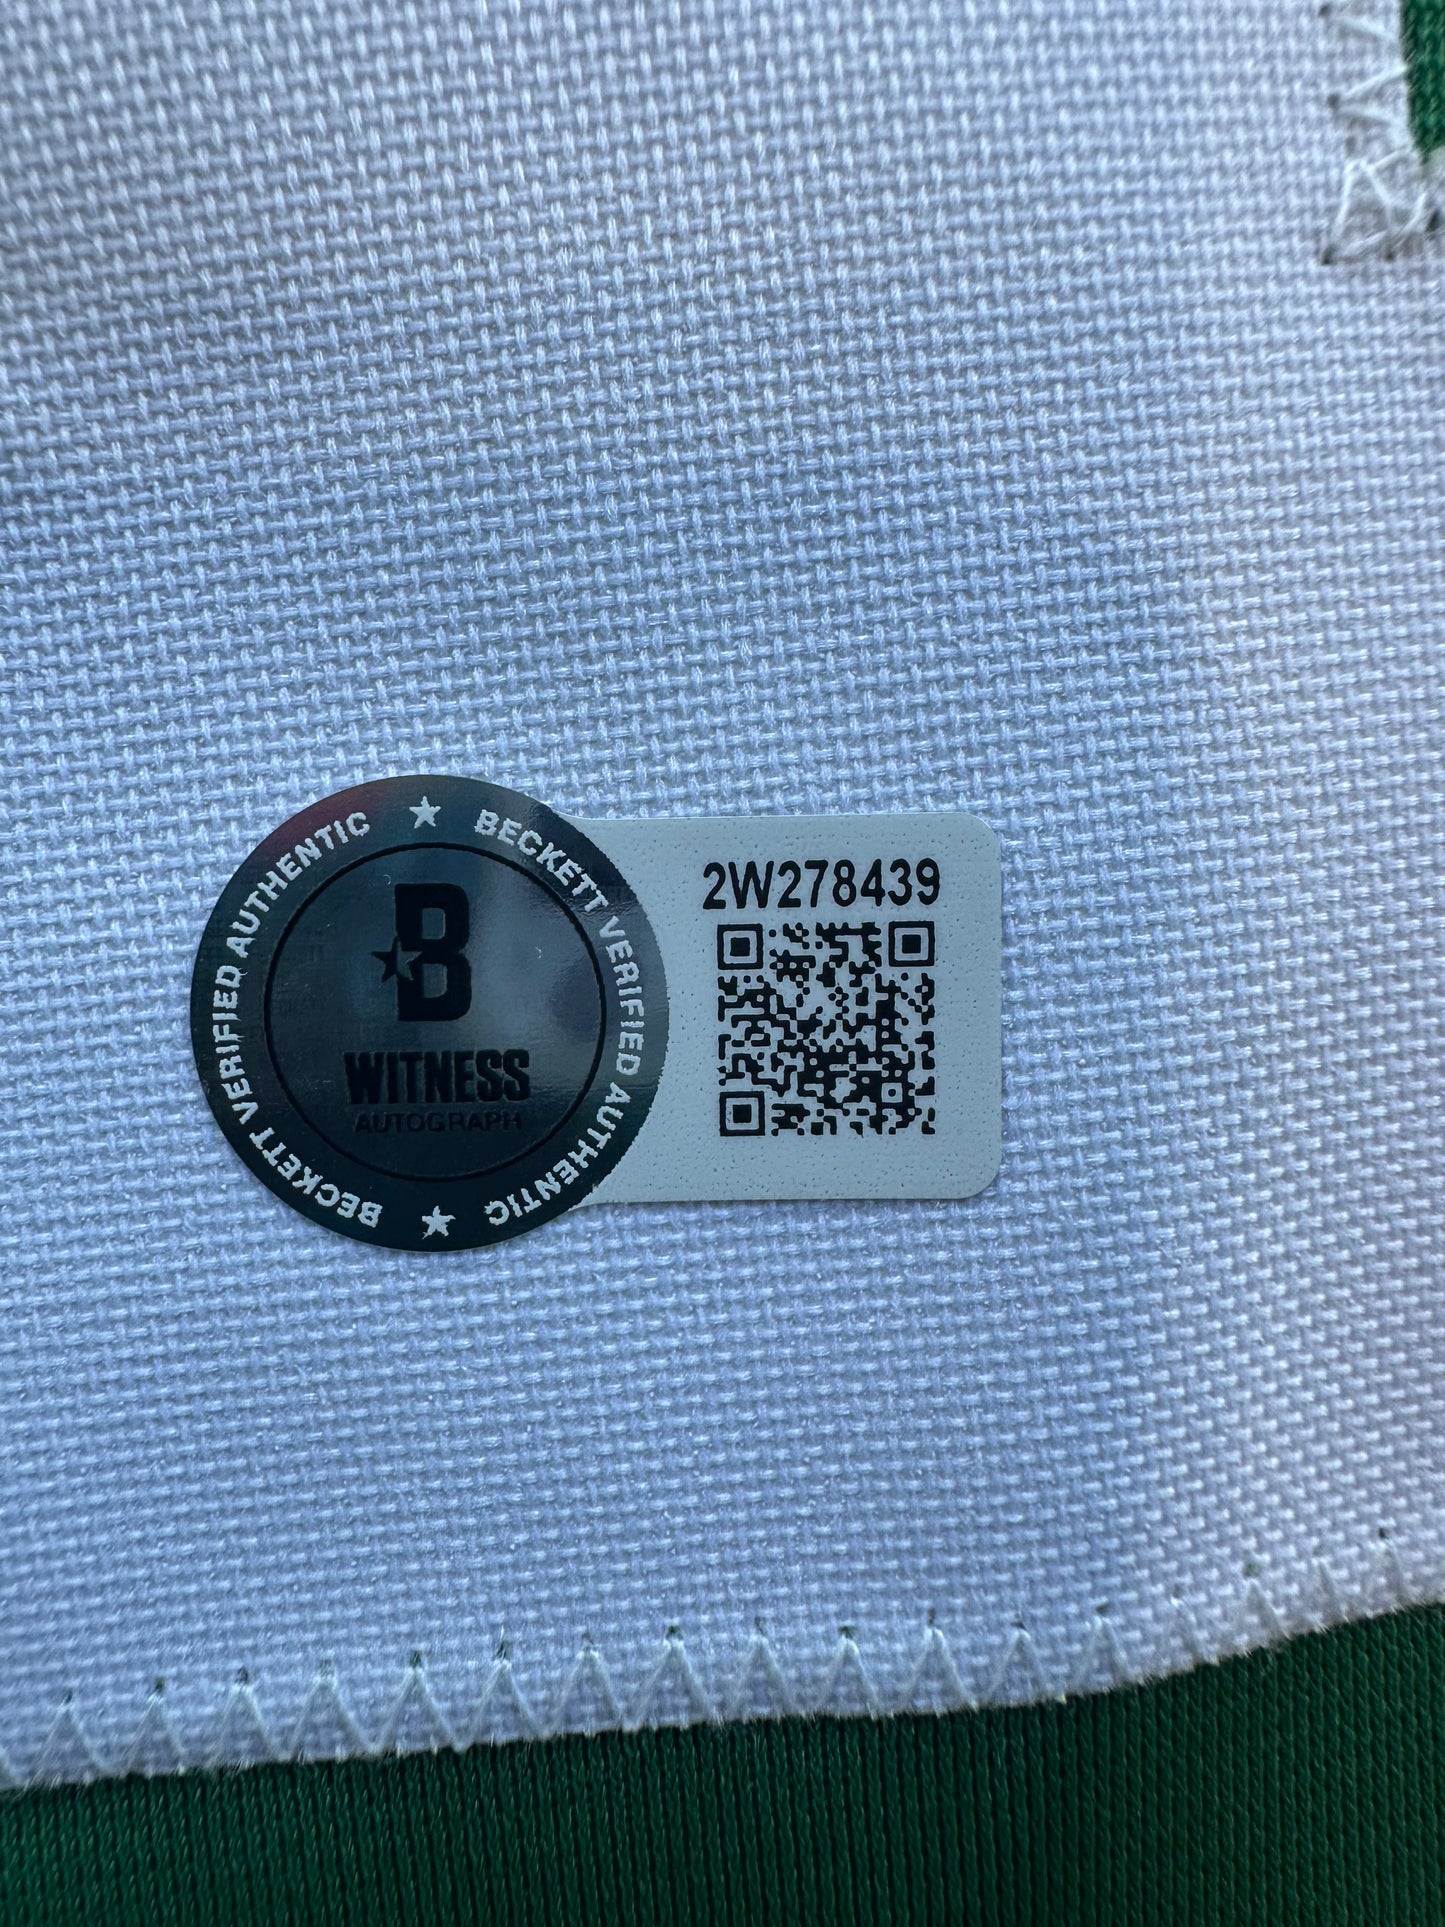 BECKETT VERIFIED AUTHENTIC ★ BECKETT VERIFIED AUTHENTIC ★
B
WITNESS
AUTOGRAPH
2W278439